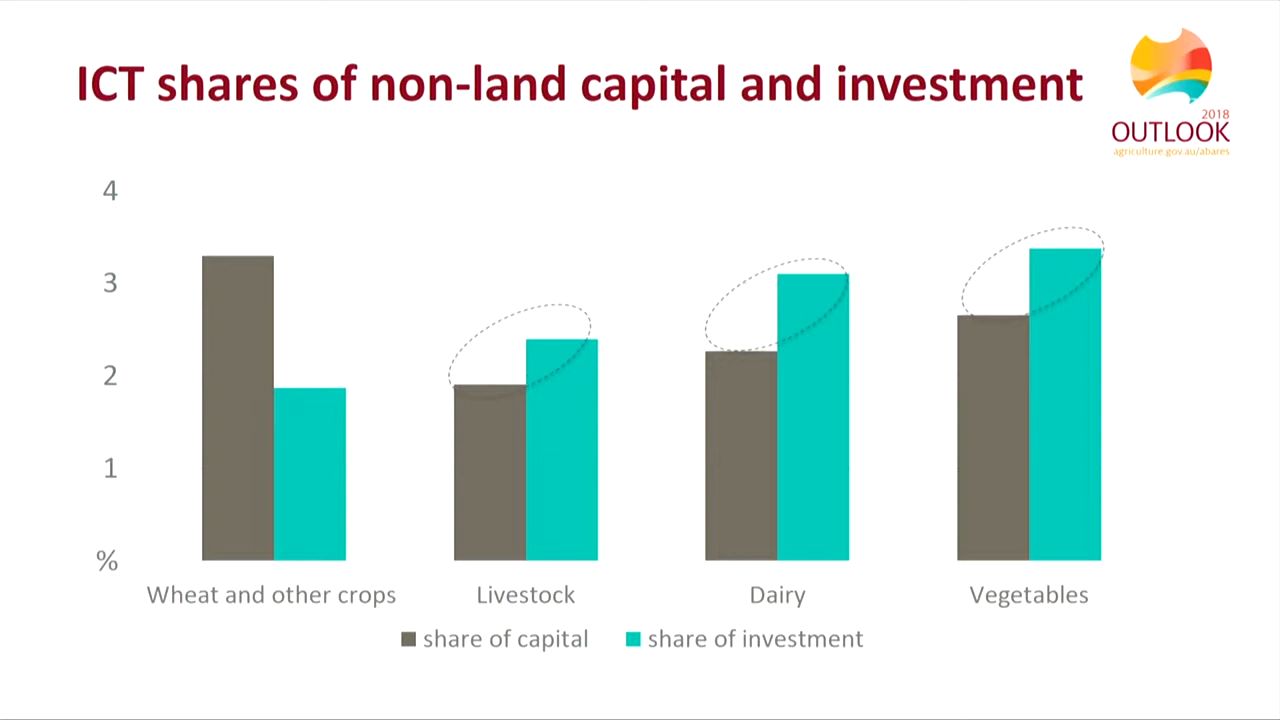 ICT shares of non-land capital and investment
2018
OUTLOOK
agriculture.gov.au/abares
4
3
2
1
%
Wheat and other crops
Livestock
Dairy
Vegetables
share of capital
share of investment